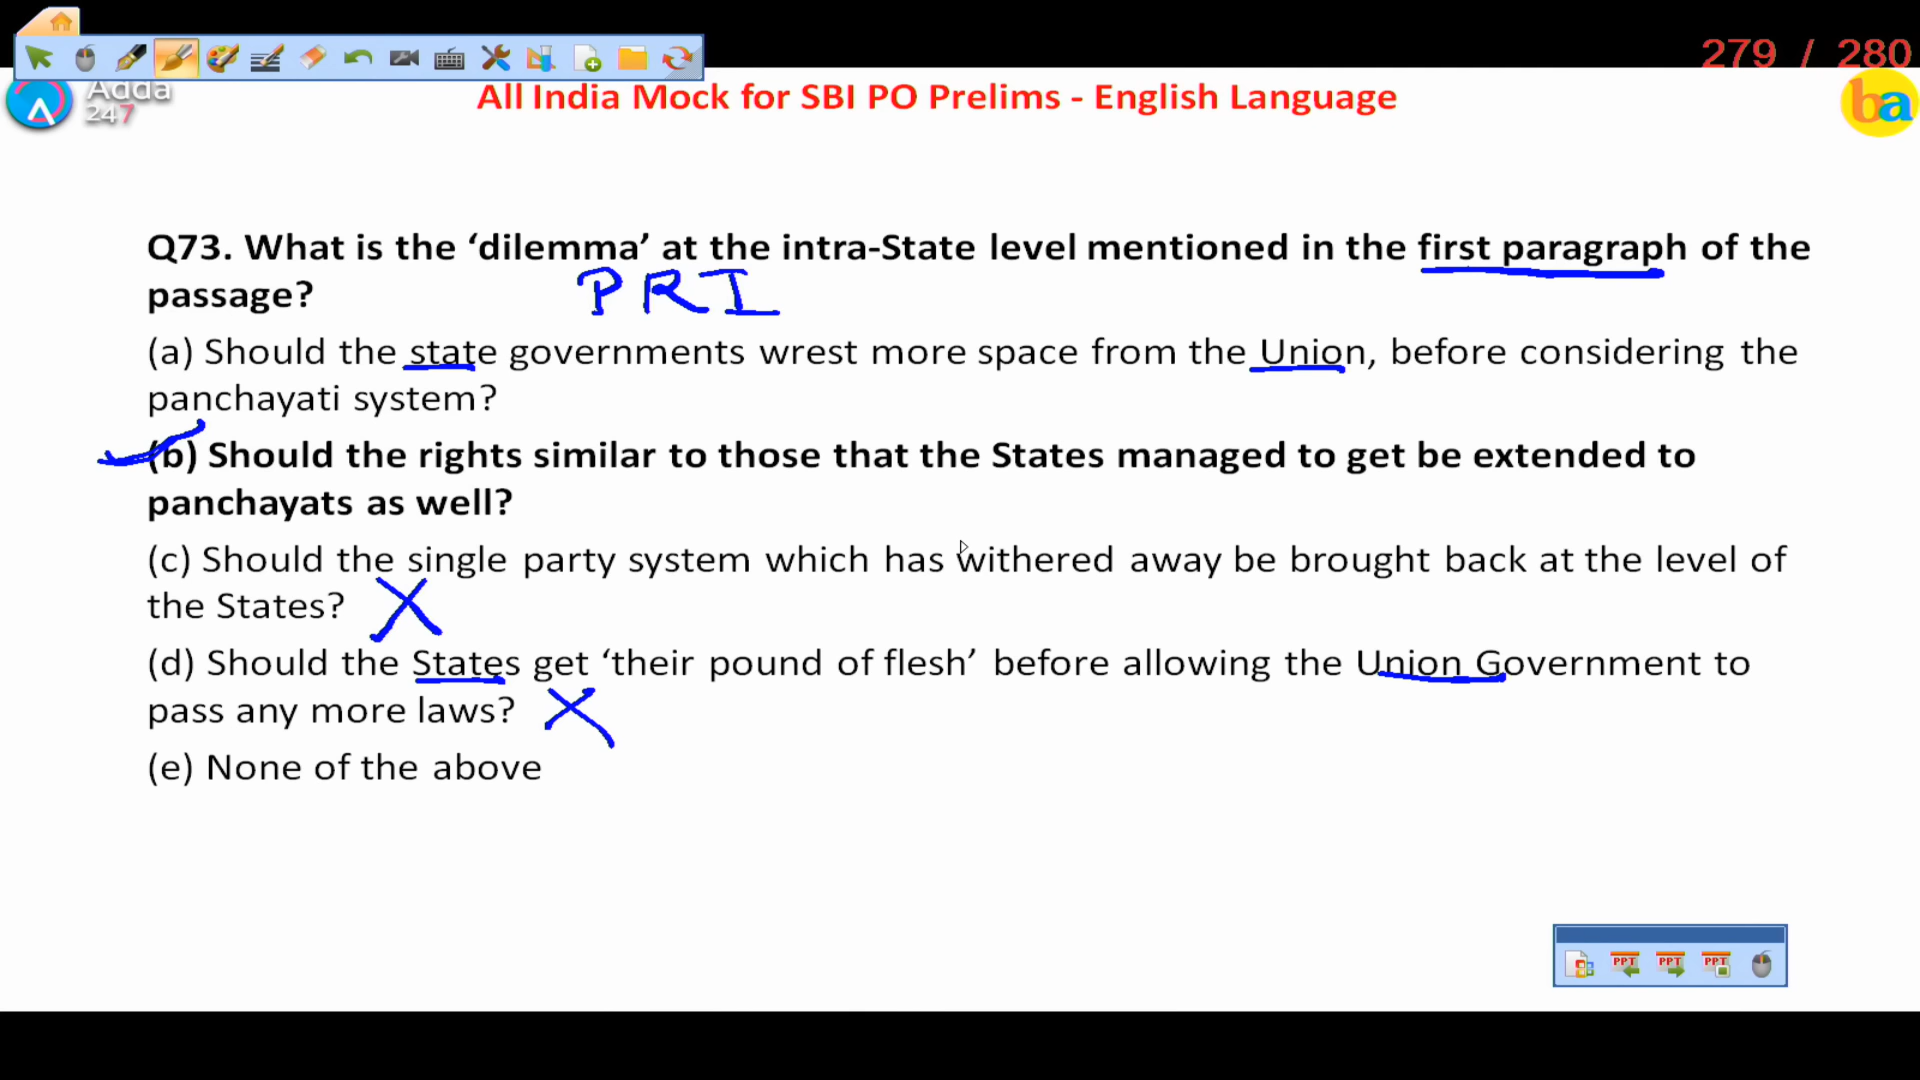 279 / 280
Adda
247
All India Mock for SBI PO Prelims - English Language
ba
Q73. What is the ‘dilemma’ at the intra-State level mentioned in the first paragraph of the
passage?
PRI
(a) Should the state governments wrest more space from the Union, before considering the
panchayati system?
(b) Should the rights similar to those that the States managed to get be extended to
panchayats as well?
(c) Should the single party system which has withered away be brought back at the level of
the States?
(d) Should the States get ‘their pound of flesh’ before allowing the Union Government to
pass any more laws?
(e) None of the above
PPT PPT PPT